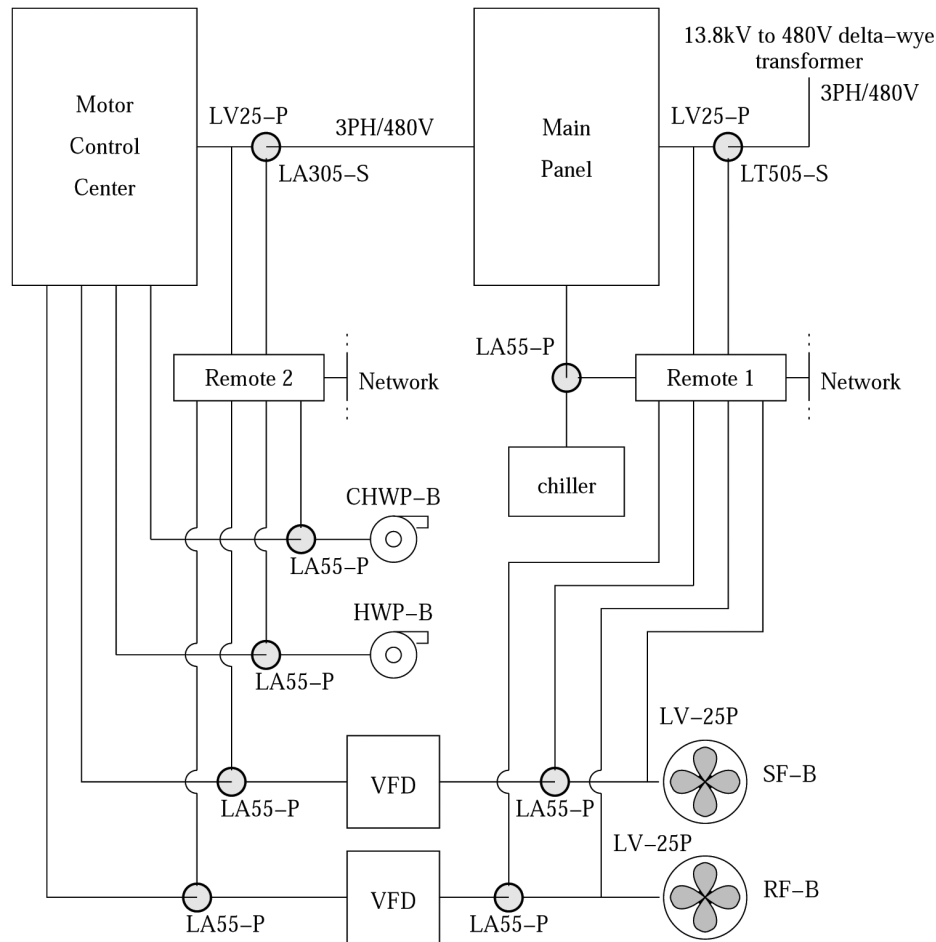 13.8kV to 480V delta–wye
transformer
3PH/480V
Motor
Control
Center
LV25–P
LA305–S
3PH/480V
Main
Panel
LV25–P
LT505–S
LA55–P
Remote 2
Network
Remote 1
Network
chiller
CHWP–B
LA55–P
HWP–B
LA55–P
LV–25P
VFD
SF–B
LA55–P
LA55–P
LV–25P
VFD
RF–B
LA55–P
LA55–P